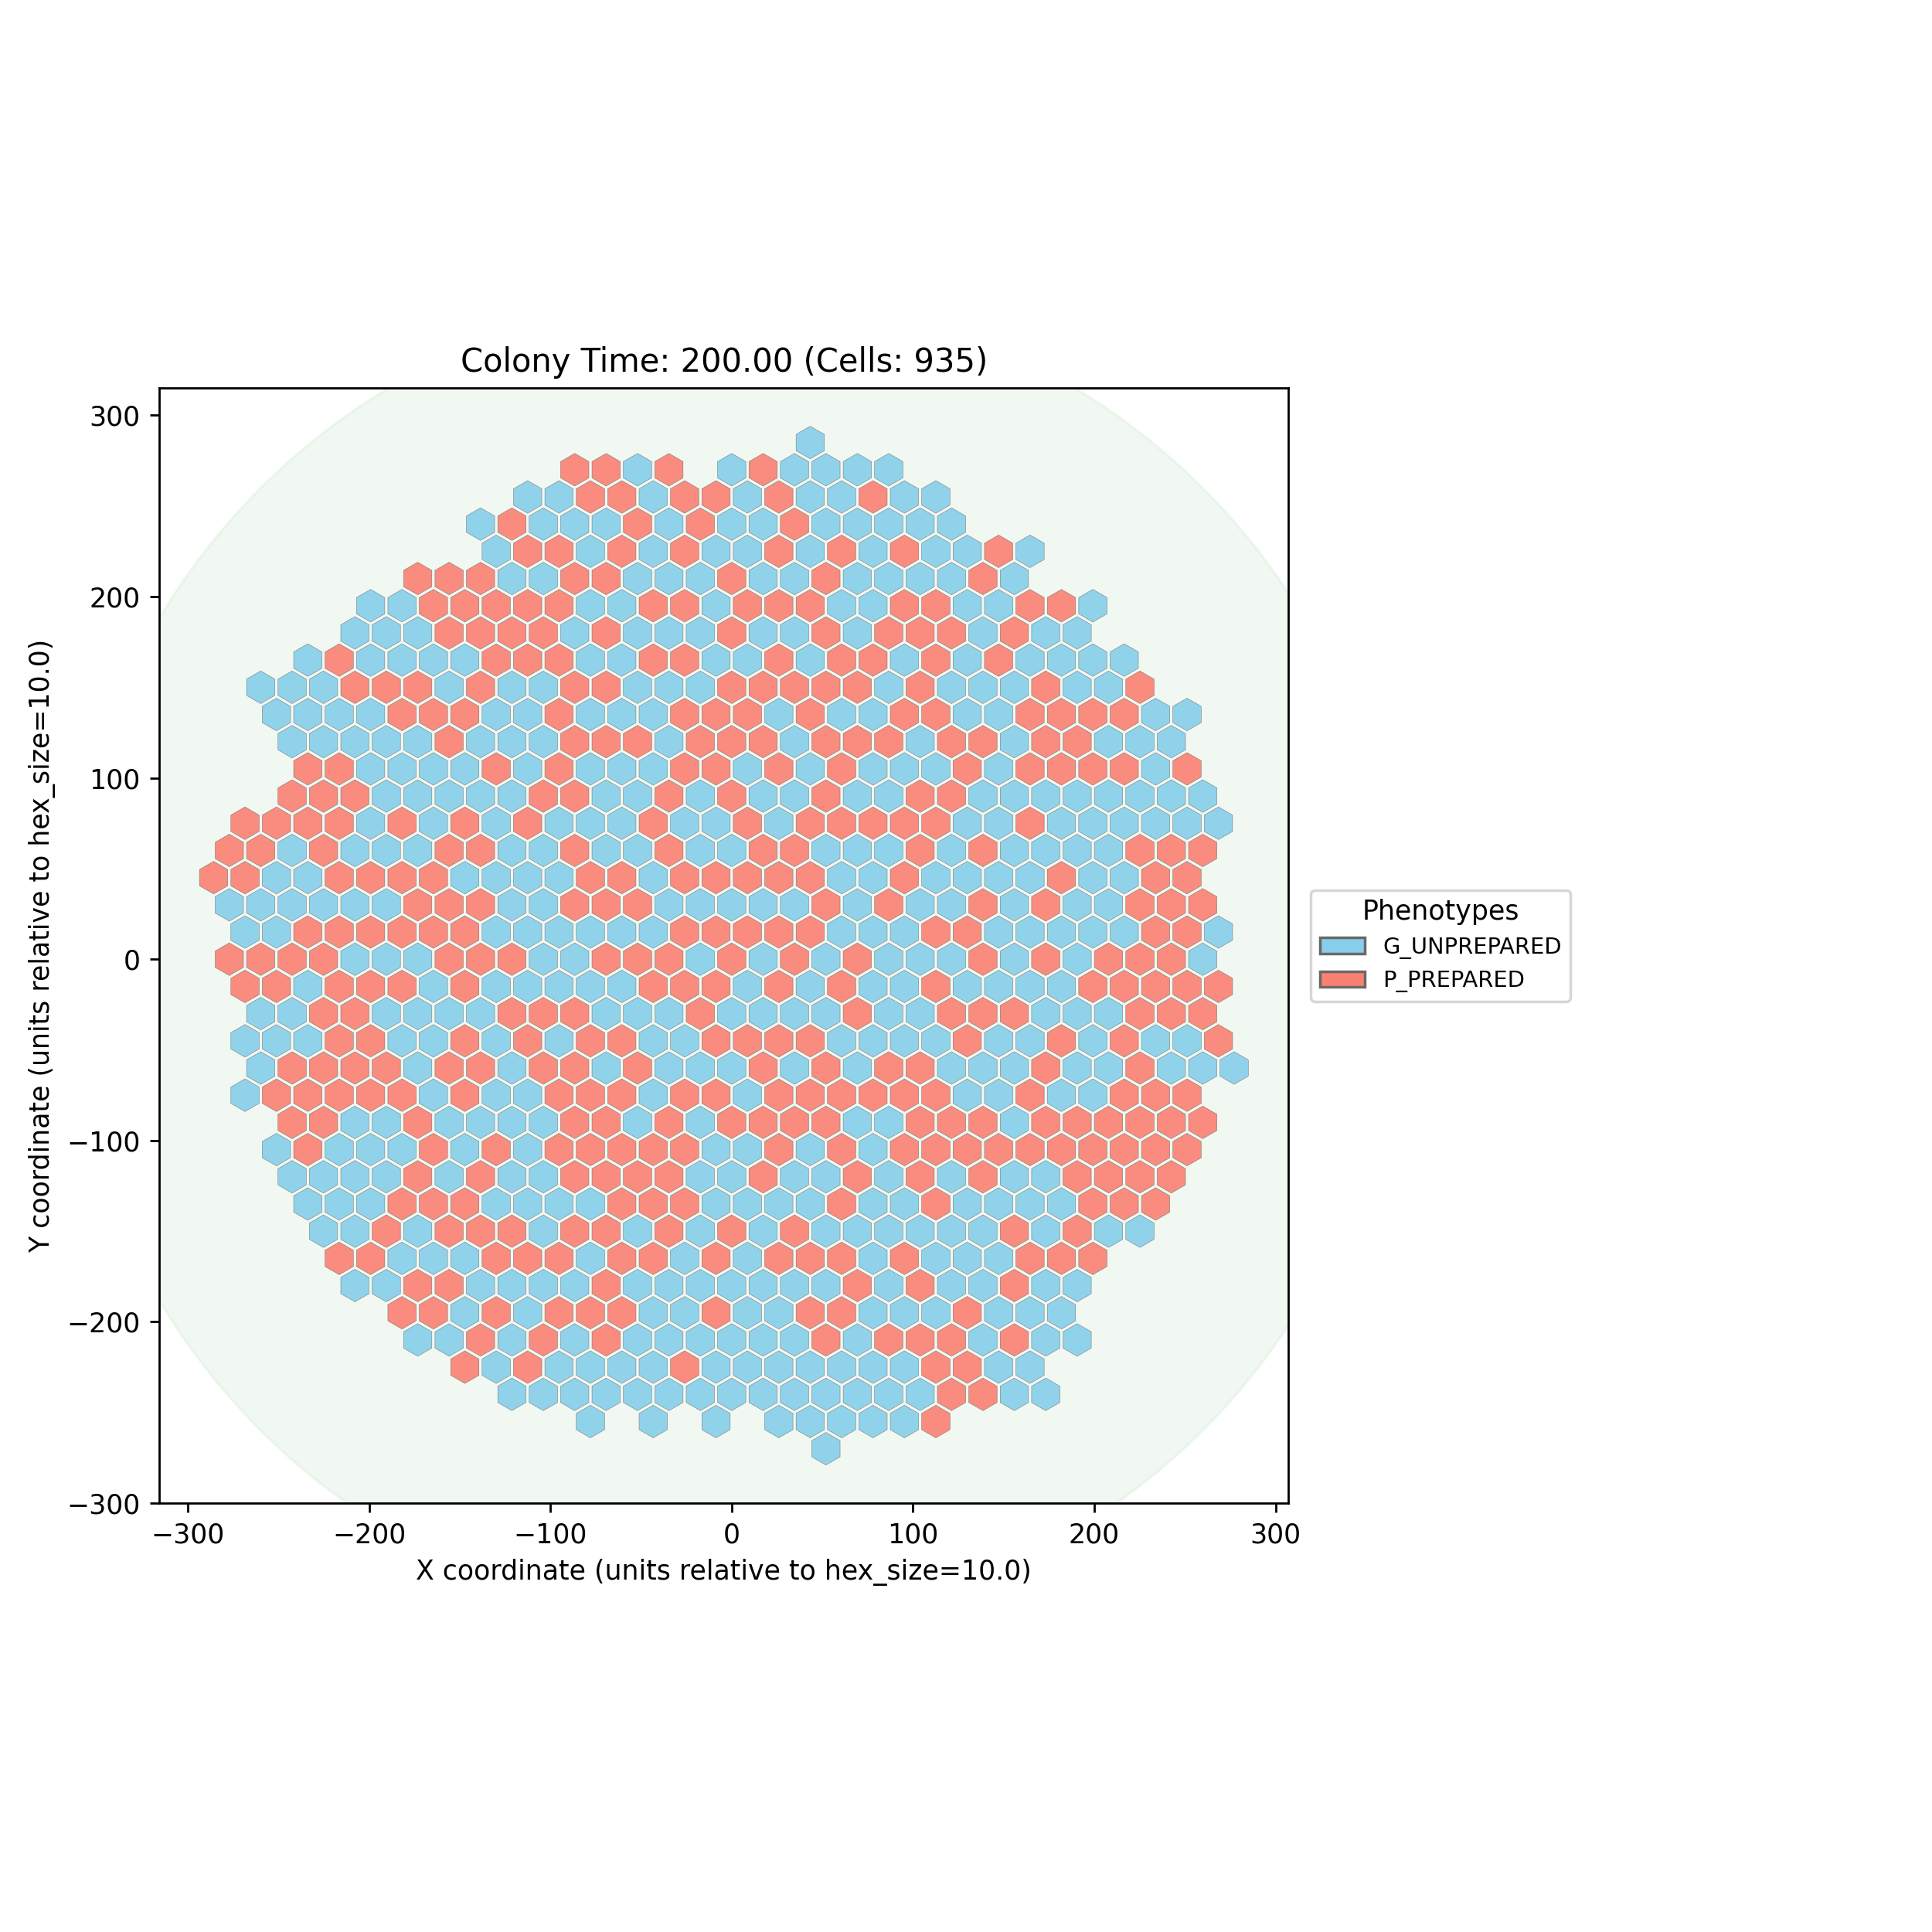 Colony Time: 200.00 (Cells: 935)
Y coordinate (units relative to hex_size=10.0)
300
200
100
0
−100
−200
−300
−300 −200 −100 0 100 200 300
X coordinate (units relative to hex_size=10.0)
Phenotypes
G_UNPREPARED
P_PREPARED